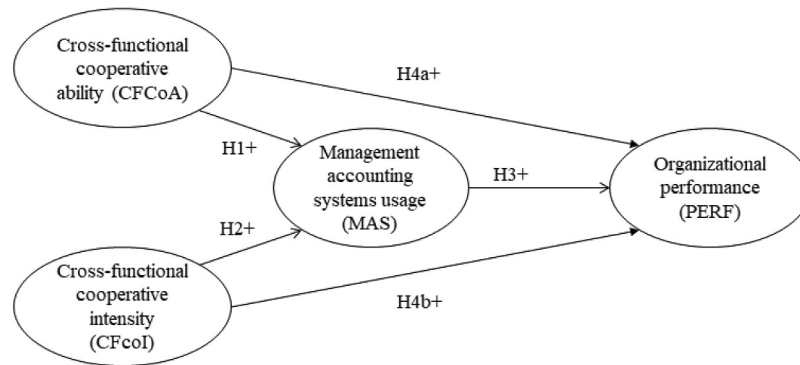 Cross-functional
cooperative
ability (CFCoA)
H4a+
H1+
Management
accounting
systems usage
(MAS)
H3+
Organizational
performance
(PERF)
H2+
Cross-functional
cooperative
intensity
(CFcoI)
H4b+